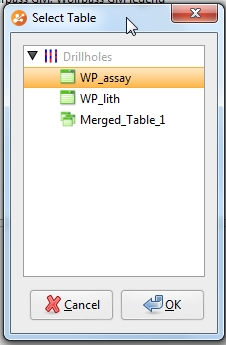 Select Table
Drillholes
WP_assay
WP_lith
Merged_Table_1
Cancel
OK